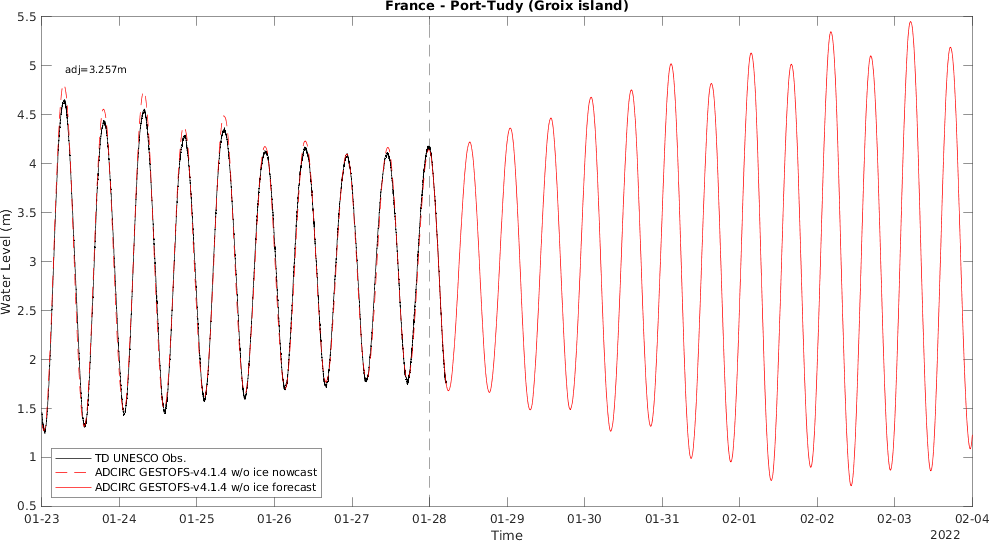 France - Port-Tudy (Groix island)
5.5
5
4.5
4
3.5
3
2.5
2
1.5
1
0.5
Water Level (m)
adj=3.257m
TD UNESCO Obs.
ADCIRC GESTOFS-v4.1.4 w/o ice nowcast
ADCIRC GESTOFS-v4.1.4 w/o ice forecast
01-23 01-24 01-25 01-26 01-27 01-28 01-29 01-30 01-31 02-01 02-02 02-03 02-04
Time
2022